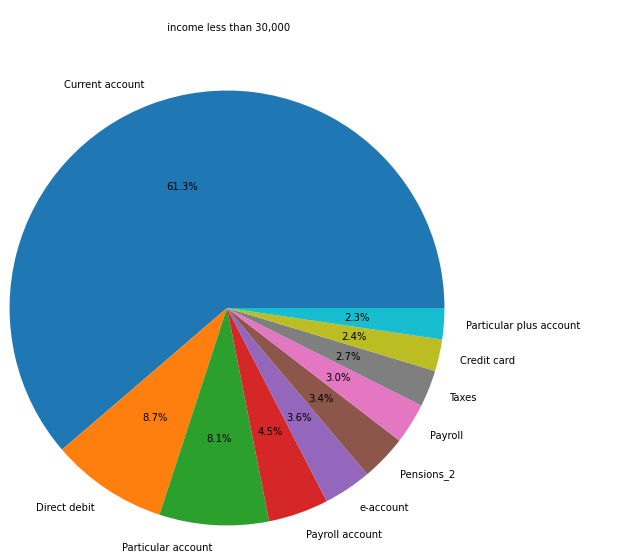 income less than 30,000
Current account
61.3%
2.3%
Particular plus account
2.4%
Credit card
2.7%
Taxes
3.0%
Payroll
3.4%
Pensions_2
3.6%
e-account
4.5%
Payroll account
8.1%
Particular account
8.7%
Direct debit